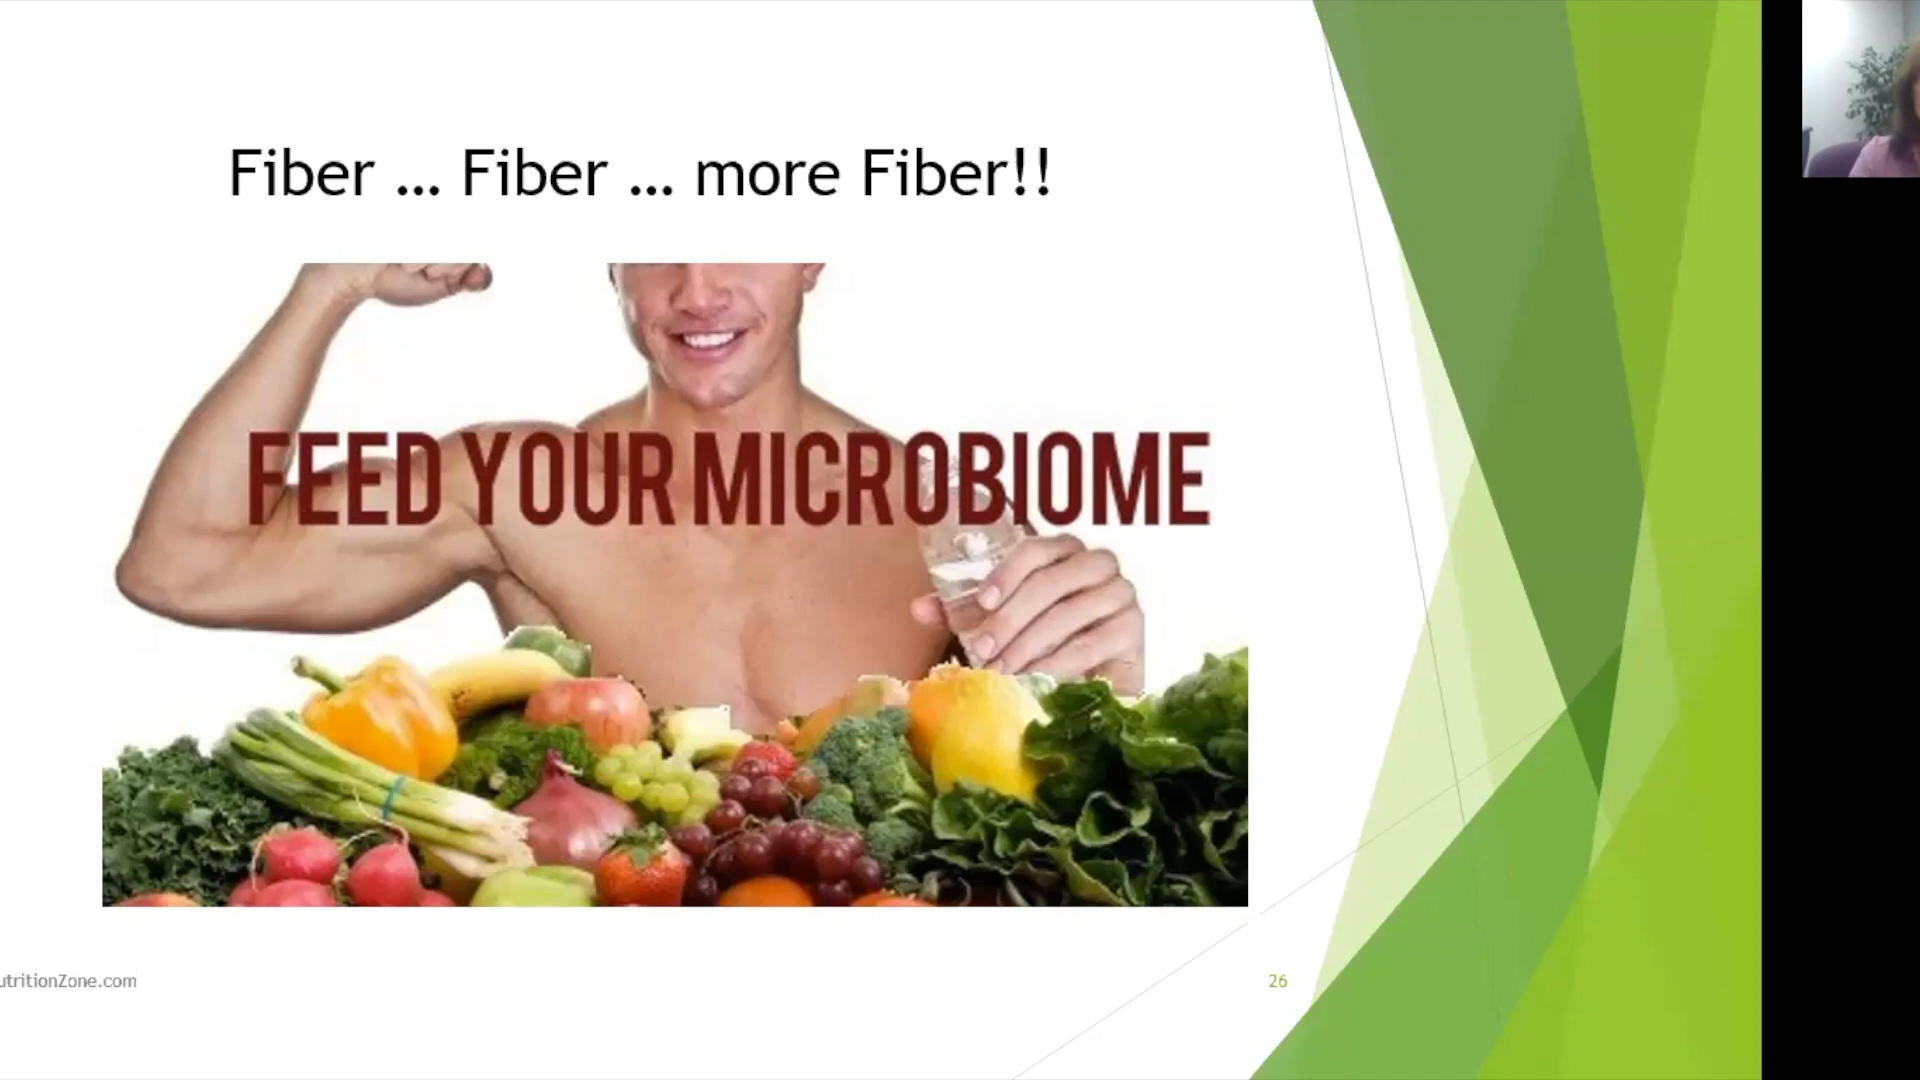 Fiber … Fiber … more Fiber!!
FEED YOUR MICROBIOME
utritionZone.com
26